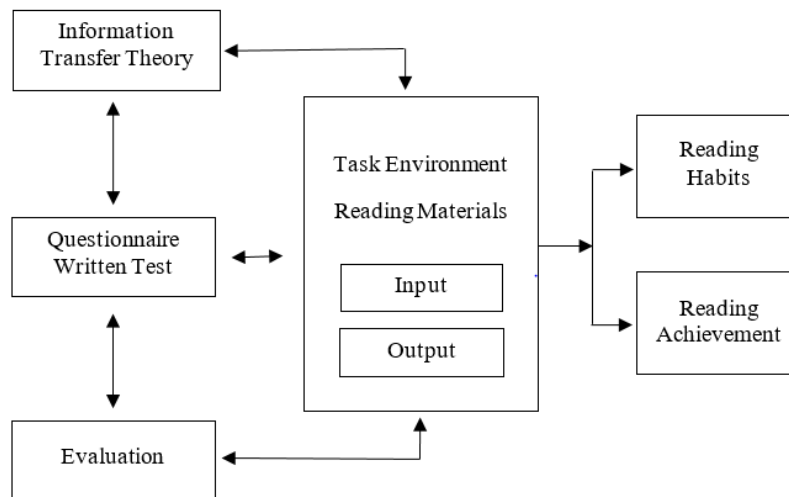 Information
Transfer Theory
Task Environment
Reading Materials
Input
Output
Reading
Habits
Questionnaire
Written Test
Reading
Achievement
Evaluation